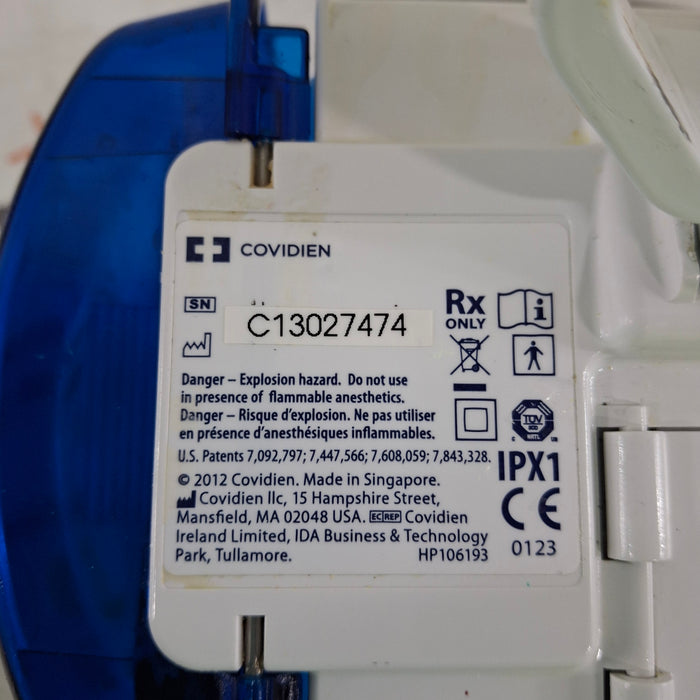 COVIDIEN
SN
C13027474
Rx
ONLY
Danger – Explosion hazard. Do not use
in presence of flammable anesthetics.
Danger – Risque d'explosion. Ne pas utiliser
en présence d'anesthésiques inflammables.
U.S. Patents 7,092,797; 7,447,566; 7,608,059; 7,843,328.
IPX1
© 2012 Covidien. Made in Singapore.
Covidien llc, 15 Hampshire Street,
Mansfield, MA 02048 USA. EC REP Covidien
Ireland Limited, IDA Business & Technology
Park, Tullamore.
HP106193
CE
0123